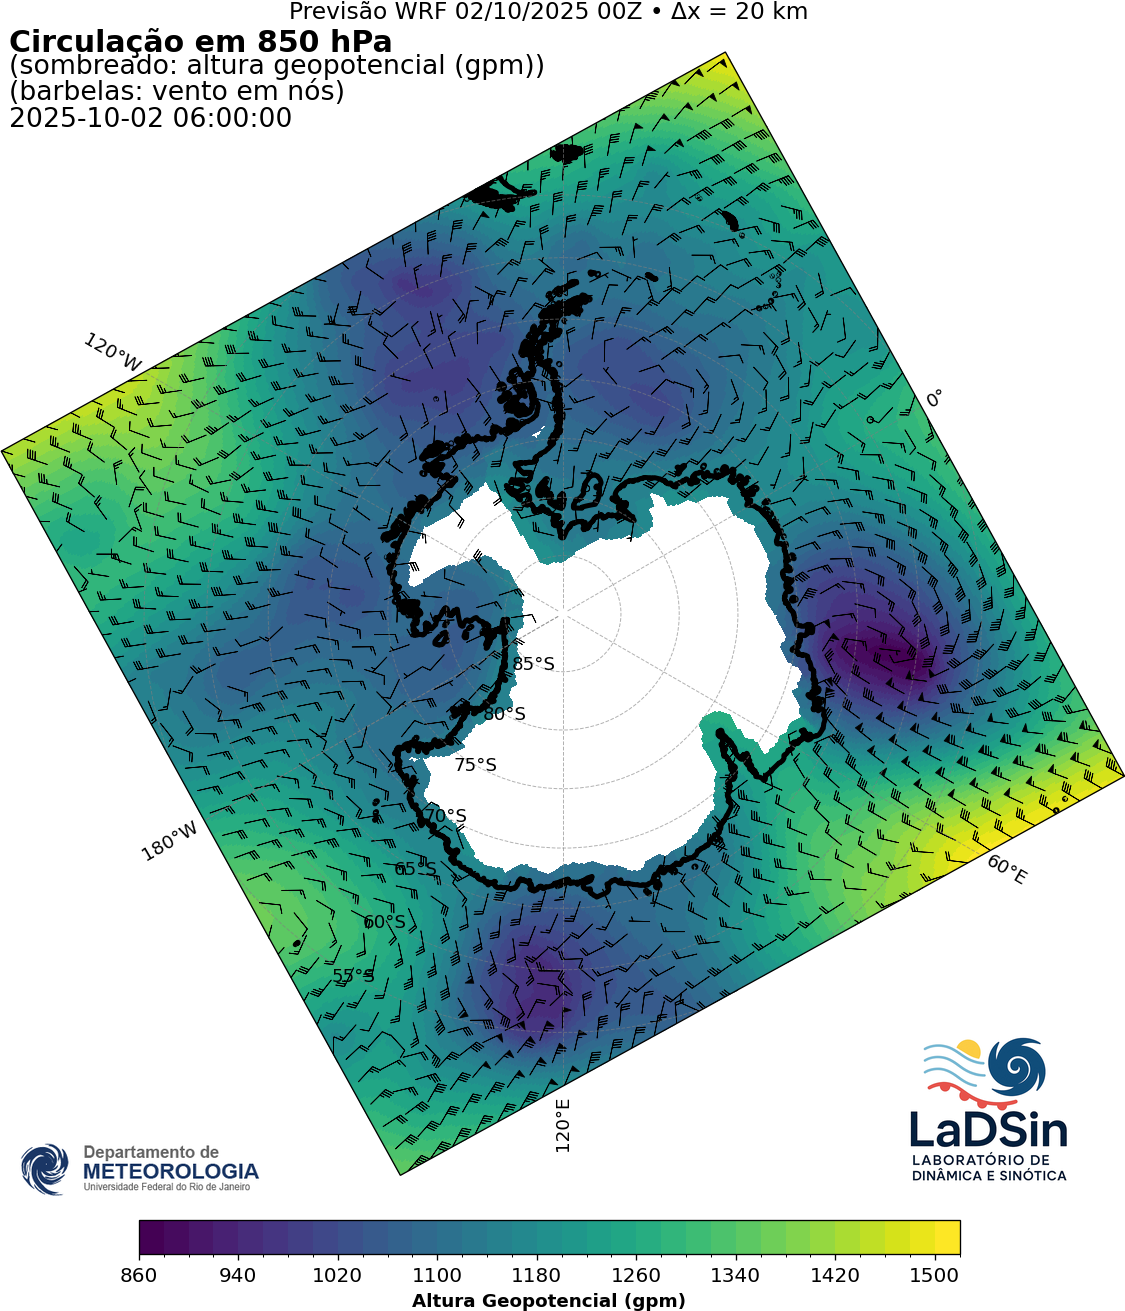 Previsão WRF 02/10/2025 00Z • Δx = 20 km
Circulação em 850 hPa
(sombreado: altura geopotencial (gpm))
(barbelas: vento em nós)
2025-10-02 06:00:00
120°W
0°
85°S
80°S
75°S
70°S
180°W
65°S
60°E
60°S
55°S
120°E
LaDSin
LABORATÓRIO DE
DINÂMICA E SINÓTICA
Departamento de
METEOROLOGIA
Universidade Federal do Rio de Janeiro
860 940 1020 1100 1180 1260 1340 1420 1500
Altura Geopotencial (gpm)